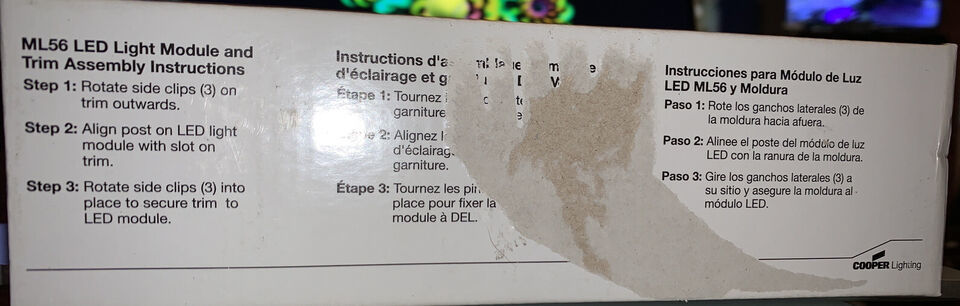 ML56 LED Light Module and
Trim Assembly Instructions
Step 1: Rotate side clips (3) on
trim outwards.
Step 2: Align post on LED light
module with slot on
trim.
Step 3: Rotate side clips (3) into
place to secure trim to
LED module.
Instructions
d'éclairage et
Étape 1: Tournez
garniture
2: Alignez
garniture.
Étape 3: Tournez les
place pour fixer la
module à DEL.
Instrucciones para Módulo de Luz
LED ML56 y Moldura
Paso 1: Rote los ganchos laterales (3) de
la moldura hacia afuera.
Paso 2: Alinee el poste del módulo de luz
LED con la ranura de la moldura.
Paso 3: Gire los ganchos laterales (3) a
su sitio y asegure la moldura al
módulo LED.
COOPER Lighting